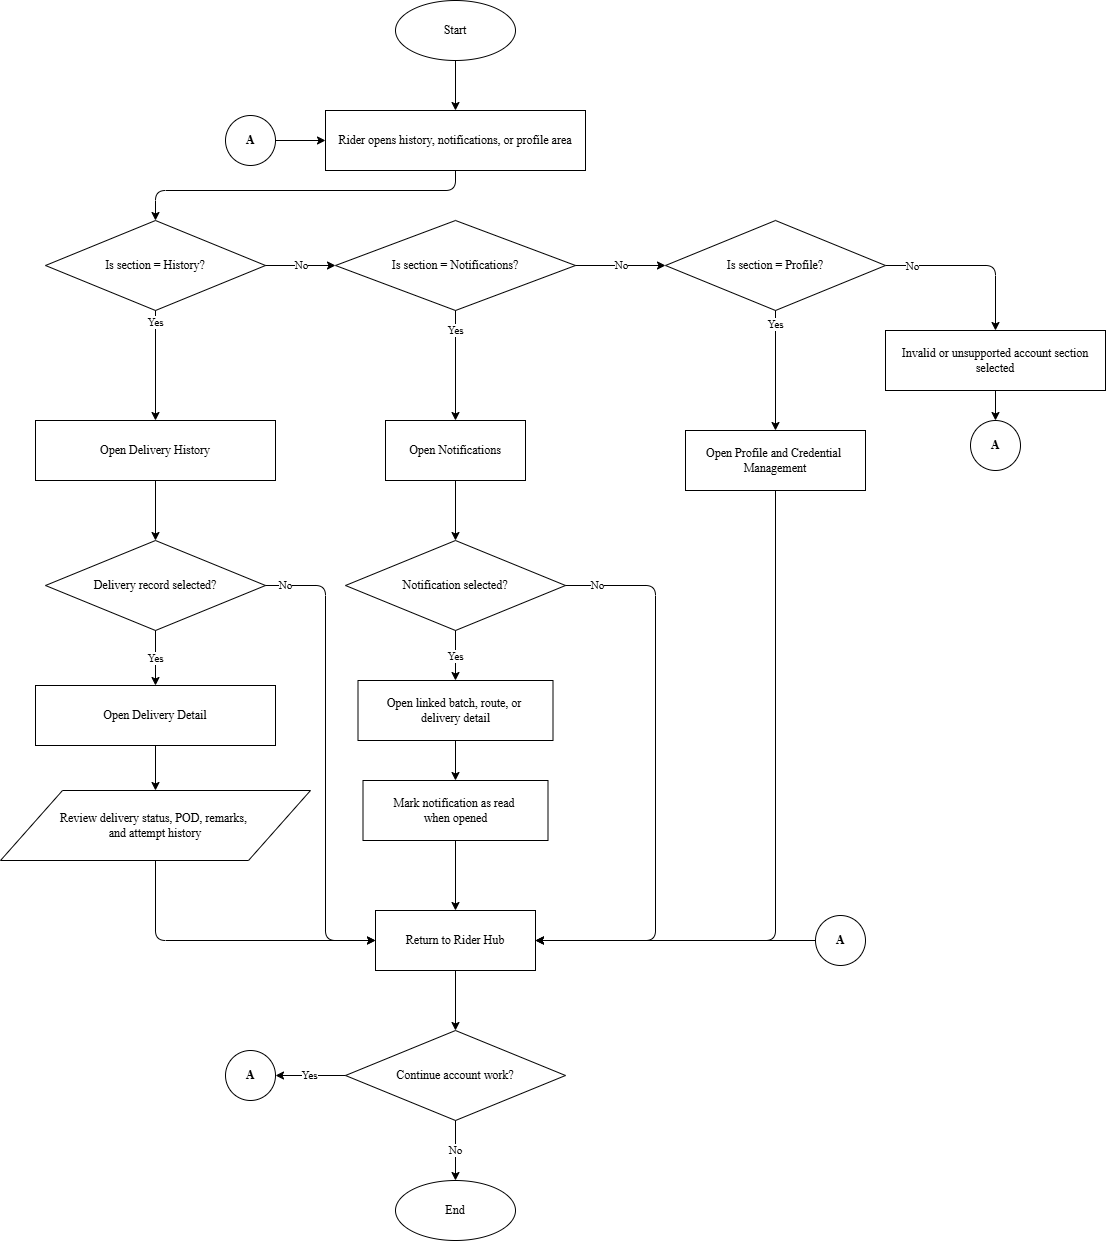 Start
A
Rider opens history, notifications, or profile area
Is section = History?
No
Is section = Notifications?
No
Is section = Profile?
No
Yes
Yes
Yes
Invalid or unsupported account section
selected
A
Open Delivery History
Open Notifications
Open Profile and Credential
Management
Delivery record selected?
No
Notification selected?
No
Yes
Yes
Open Delivery Detail
Open linked batch, route, or
delivery detail
Review delivery status, POD, remarks,
and attempt history
Mark notification as read
when opened
Return to Rider Hub
A
A
Yes
Continue account work?
No
End